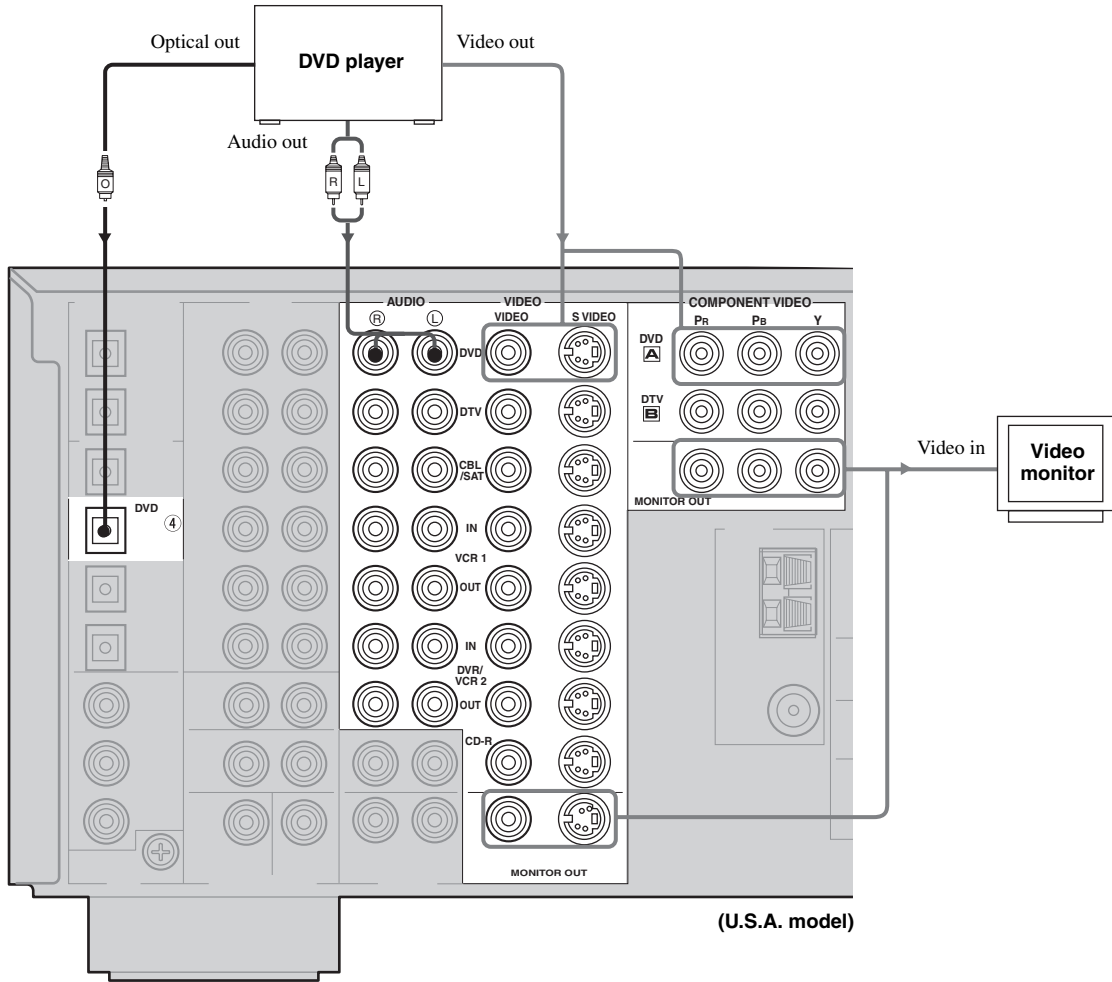 Optical out
DVD player
Video out
Audio out
O
R L
AUDIO
R L
VIDEO
VIDEO S VIDEO
COMPONENT VIDEO
PR PB Y
DVD
DVD
A
DTV
DTV
B
CBL
/SAT
MONITOR OUT
Video in
Video
monitor
DVD
④
IN
VCR 1
OUT
IN
DVR/
VCR 2
OUT
CD-R
MONITOR OUT
(U.S.A. model)